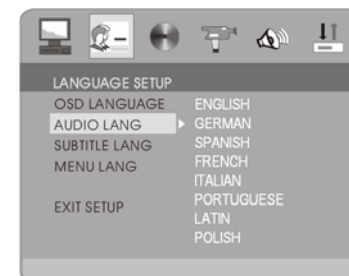 LANGUAGE SETUP
OSD LANGUAGE
AUDIO LANG
SUBTITLE LANG
MENU LANG
EXIT SETUP
ENGLISH
GERMAN
SPANISH
FRENCH
ITALIAN
PORTUGUESE
LATIN
POLISH